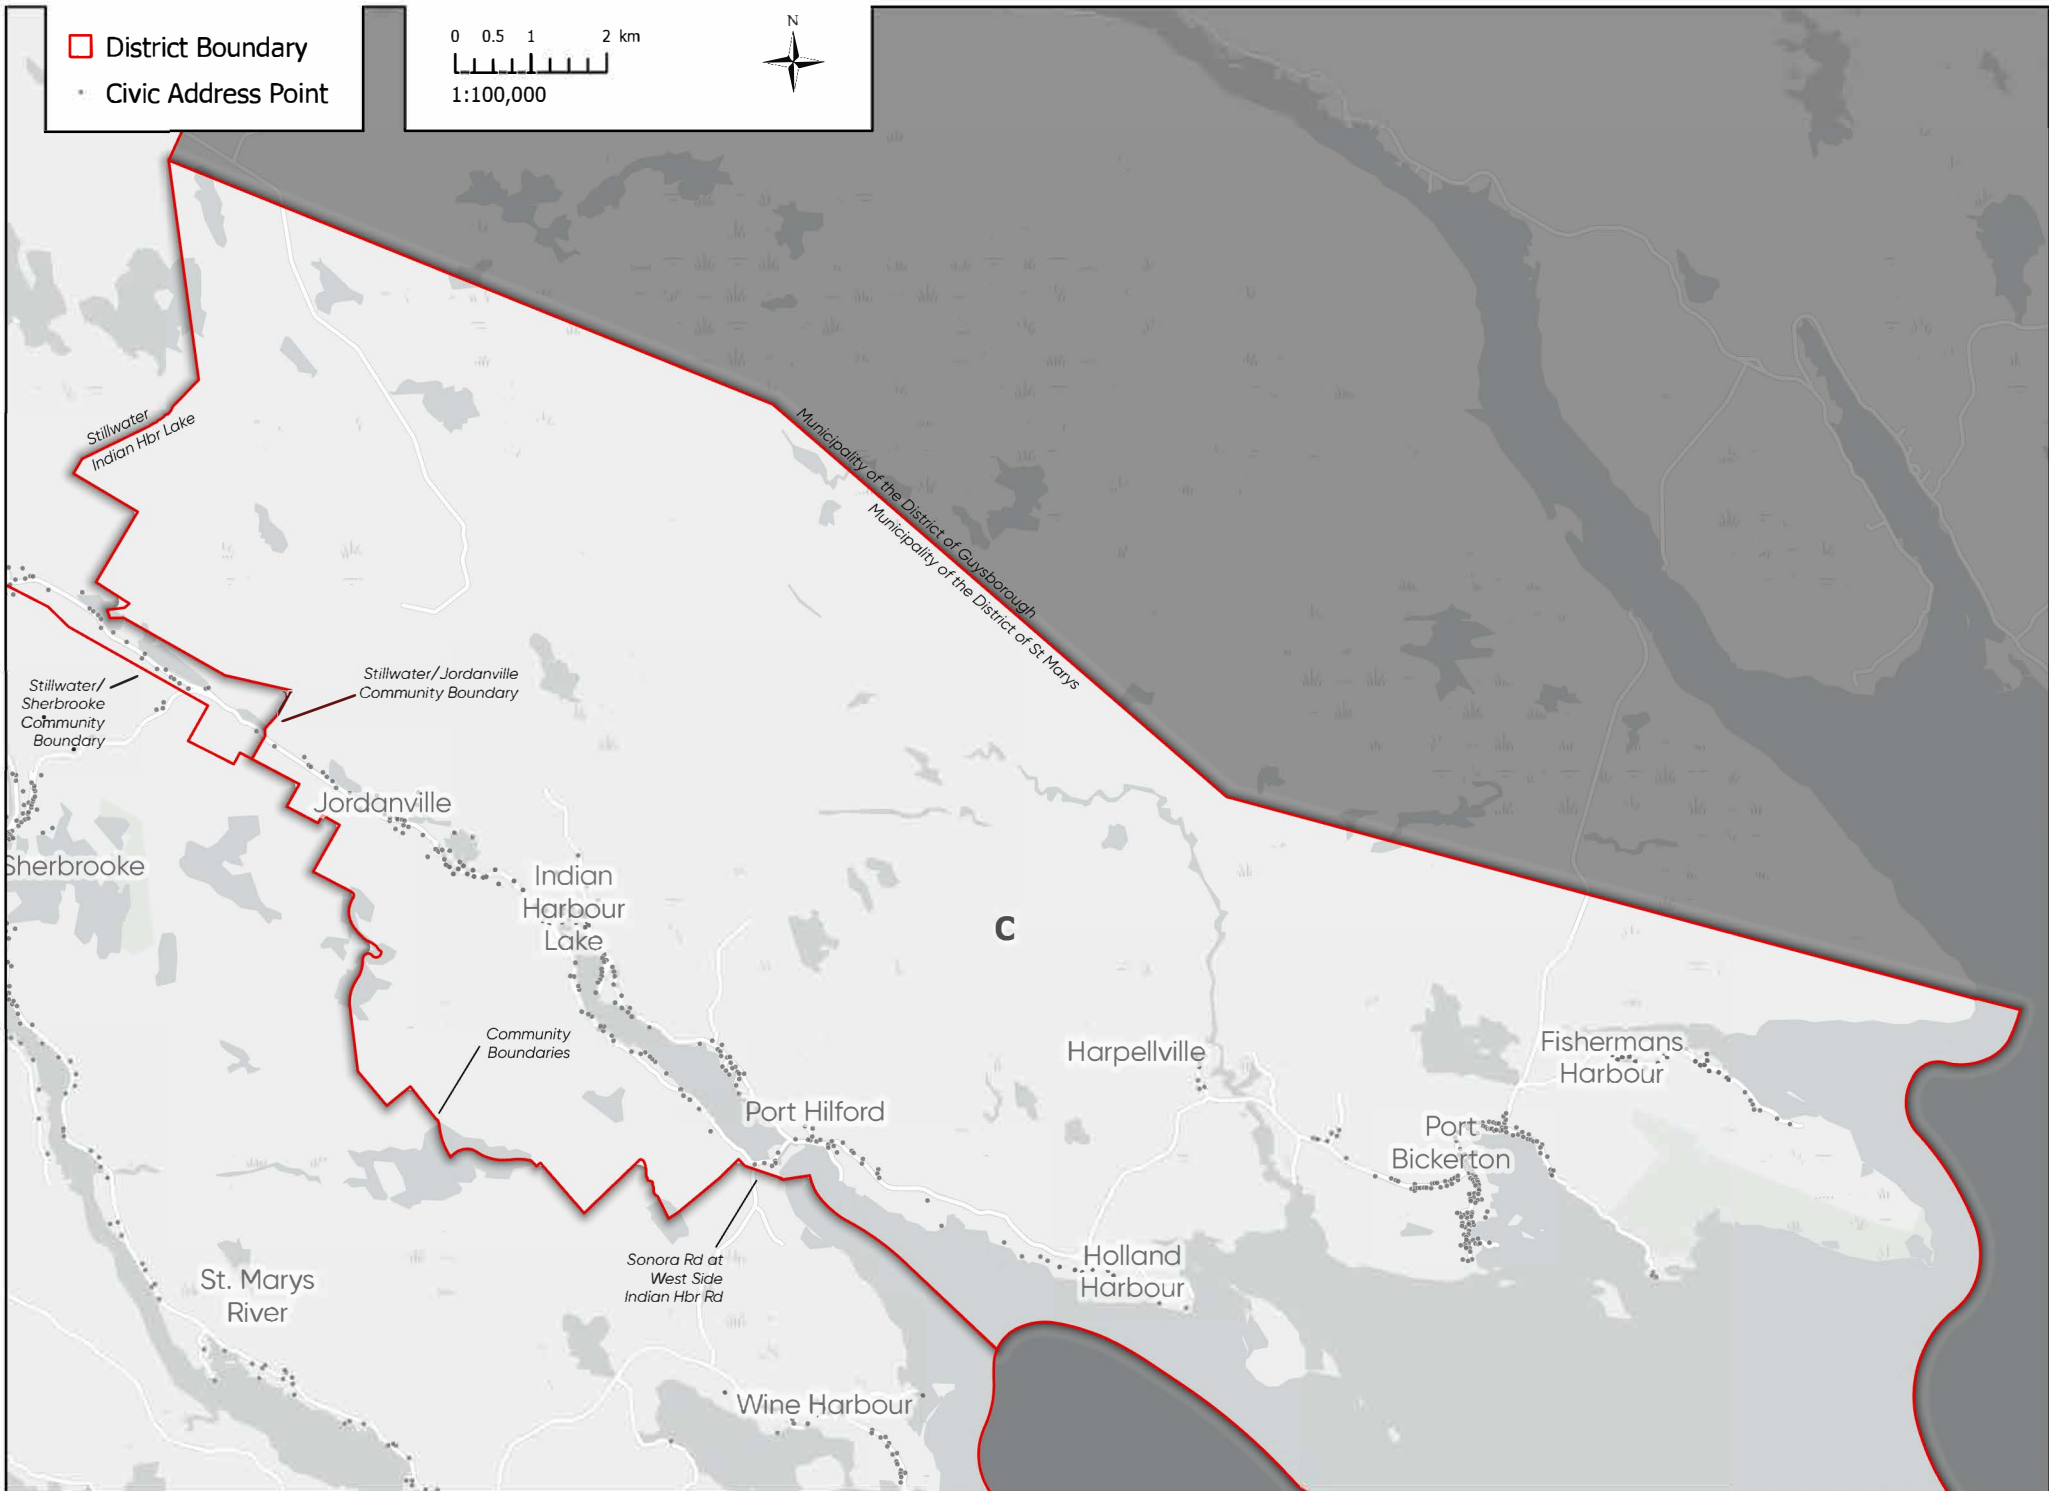 District Boundary
Civic Address Point
0 0.5 1 2 km
1:100,000
N
Stillwater
Indian Hbr Lake
Municipality of the District of Guysborough
Municipality of the District of St Marys
Stillwater/
Sherbrooke
Community
Boundary
Stillwater/Jordanville
Community Boundary
Jordanville
Sherbrooke
Indian
Harbour
Lake
C
Community
Boundaries
Harpellville
Fishermans
Harbour
Port Hilford
Port
Bickerton
Sonora Rd at
West Side
Indian Hbr Rd
Holland
Harbour
St. Marys
River
Wine Harbour